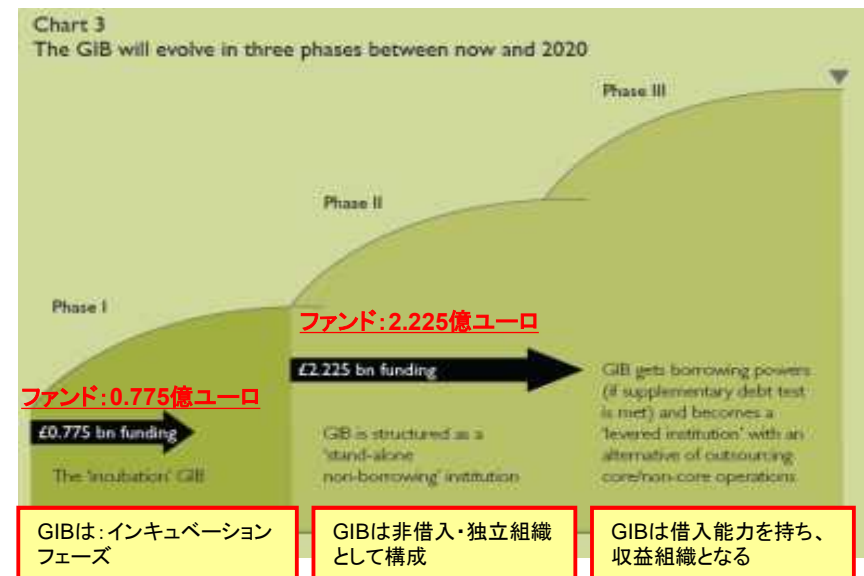 Chart 3
The GIB will evolve in three phases between now and 2020
Phase III
Phase II
Phase I
ファンド：2.225億ユーロ
£2.225 bn funding
ファンド：0.775億ユーロ
£0.775 bn funding
The 'incubation' GIB
GIB is structured as a
'stand-alone
non-borrowing' institution
GIB gets borrowing powers
(if supplementary debt test
is met) and becomes a
'levered institution' with an
alternative of outsourcing
core/non-core operations
GIBは：インキュベーション
フェーズ
GIBは非借入・独立組織
として構成
GIBは借入能力を持ち、
収益組織となる